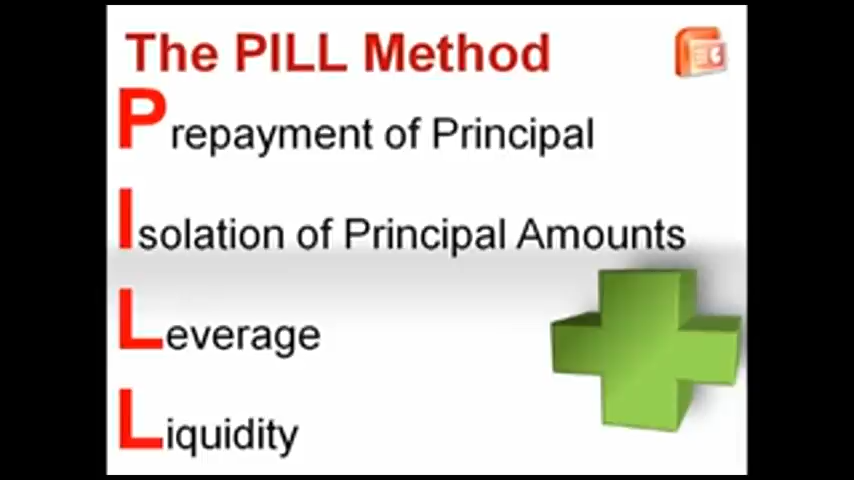 The PILL Method
Prepayment of Principal
Isolation of Principal Amounts
Leverage
Liquidity